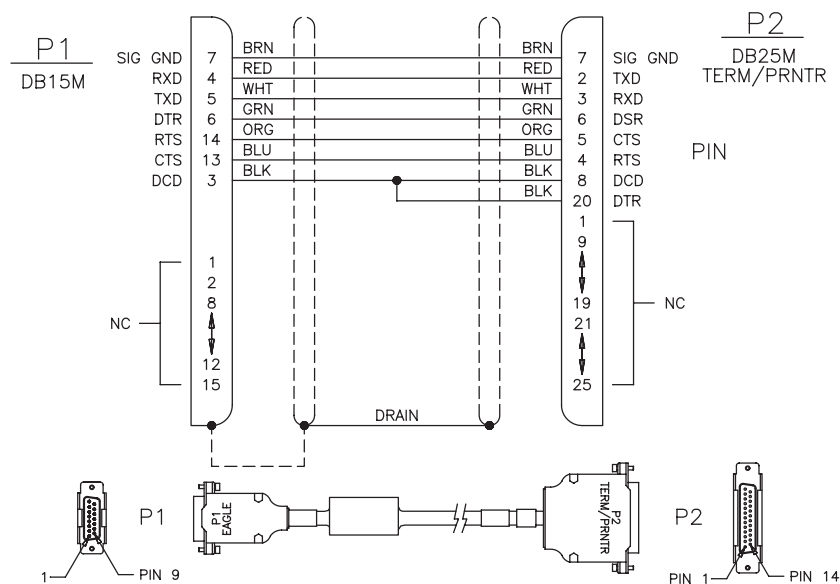 P1
DB15M
P2
DB25M
TERM/PRNTR
PIN
SIG GND 7 BRN BRN 7 SIG GND
RXD 4 RED RED 2 TXD
TXD 5 WHT WHT 3 RXD
DTR 6 GRN GRN 6 DSR
RTS 14 ORG ORG 5 CTS
CTS 13 BLU BLU 4 RTS
DCD 3 BLK BLK 8 DCD
BLK 20 DTR
1
9
19
21
25
NC
1
2
8
12
15
NC
DRAIN
P1
1
PIN 9
P1
EAGLE
P2
TERM/PRNTR
P2
PIN 1
PIN 14